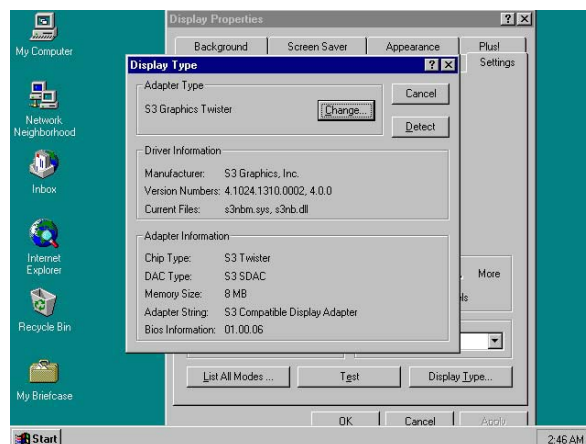 My Computer
Network
Neighborhood
Inbox
Internet
Explorer
Recycle Bin
My Briefcase
Display Properties
Background Screen Saver Appearance Plus!
Settings
Display Type
Adapter Type
S3 Graphics Twister
Change...
Cancel
Detect
Driver Information
Manufacturer: S3 Graphics, Inc.
Version Numbers: 4.1024.1310.0002, 4.0.0
Current Files: s3nbm.sys, s3nb.dll
Adapter Information
Chip Type: S3 Twister
DAC Type: S3 SDAC
Memory Size: 8 MB
Adapter String: S3 Compatible Display Adapter
Bios Information: 01.00.06
More
List All Modes ... Test Display Type...
OK Cancel Apply
Start
2:46 AM